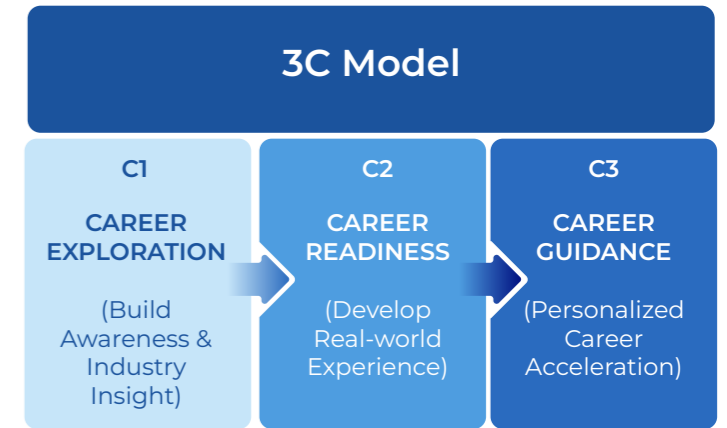 3C Model
C1
CAREER
EXPLORATION
(Build
Awareness &
Industry
Insight)
C2
CAREER
READINESS
(Develop
Real-world
Experience)
C3
CAREER
GUIDANCE
(Personalized
Career
Acceleration)